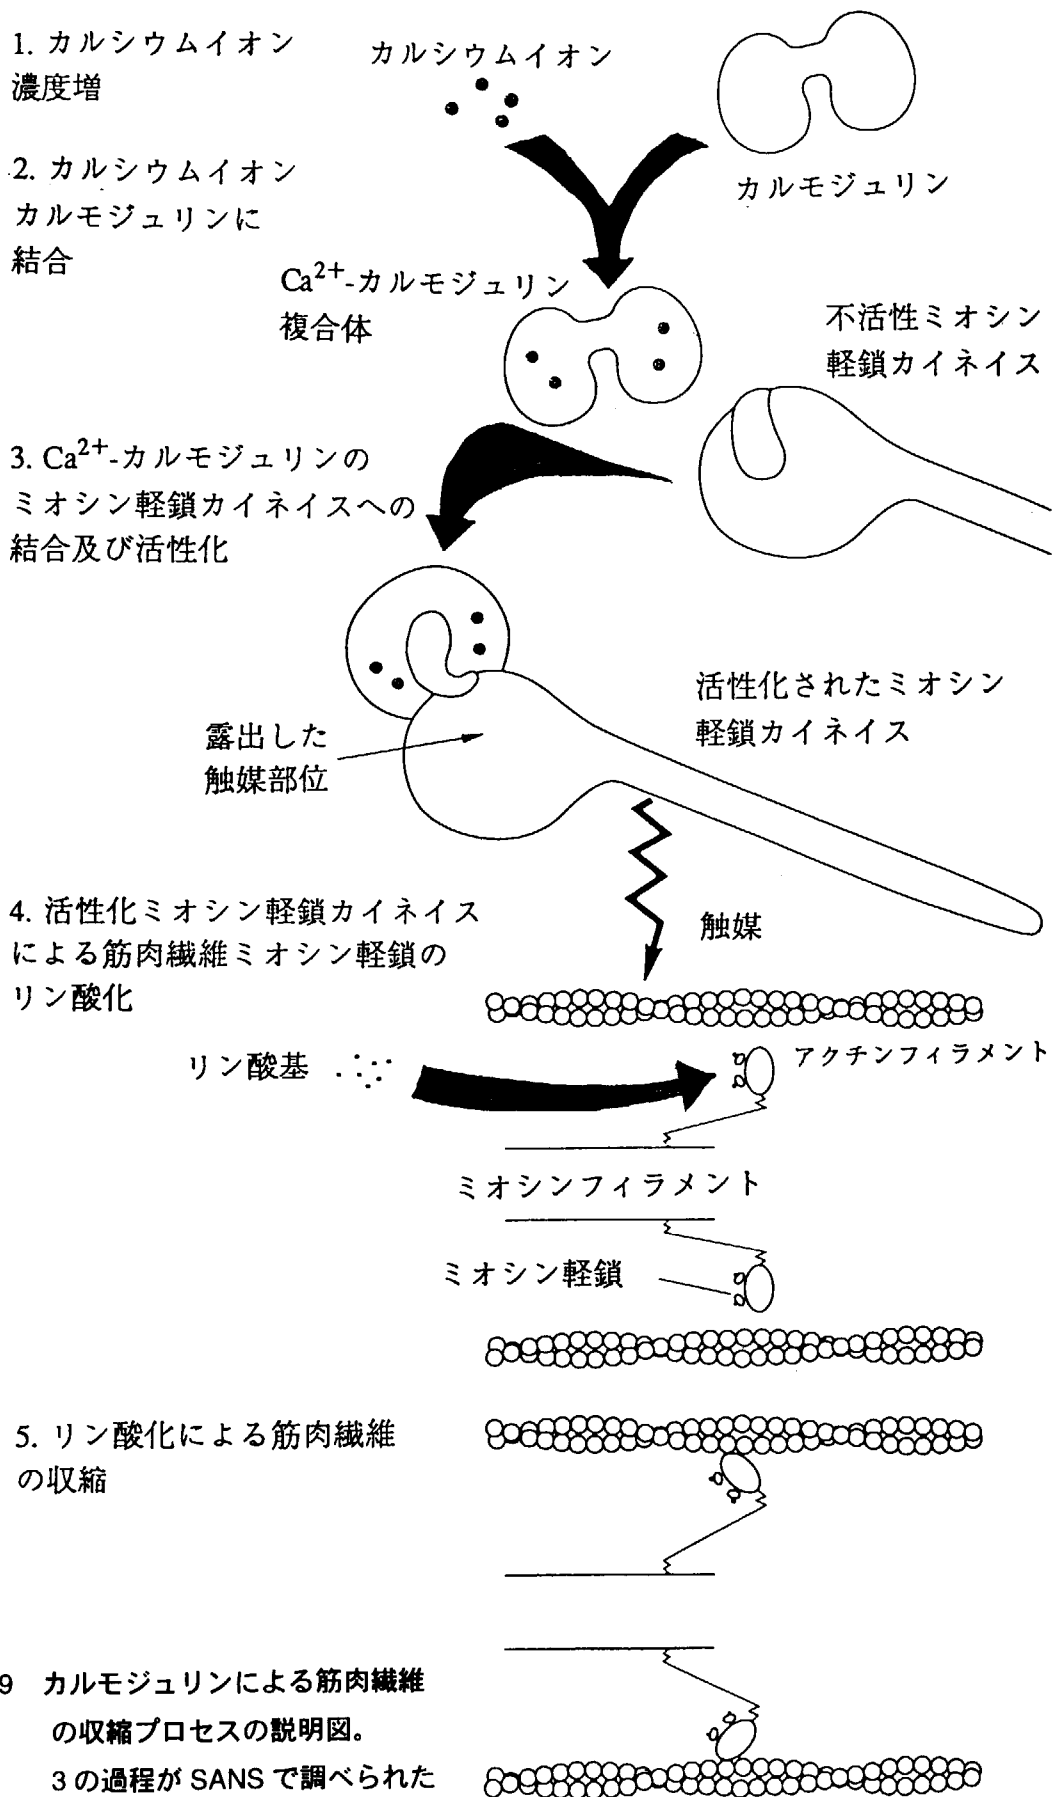 1. カルシウムイオン
濃度増
カルシウムイオン
カルモジュリン
2. カルシウムイオン
カルモジュリンに
結合
Ca²⁺-カルモジュリン
複合体
不活性ミオシン
軽鎖カイネイス
3. Ca²⁺-カルモジュリンの
ミオシン軽鎖カイネイスへの
結合及び活性化
活性化されたミオシン
軽鎖カイネイス
露出した
触媒部位
4. 活性化ミオシン軽鎖カイネイス
による筋肉繊維ミオシン軽鎖の
リン酸化
触媒
リン酸基
アクチンフィラメント
ミオシンフィラメント
ミオシン軽鎖
5. リン酸化による筋肉繊維
の収縮
9 カルモジュリンによる筋肉繊維
の収縮プロセスの説明図。
3 の過程が SANS で調べられた